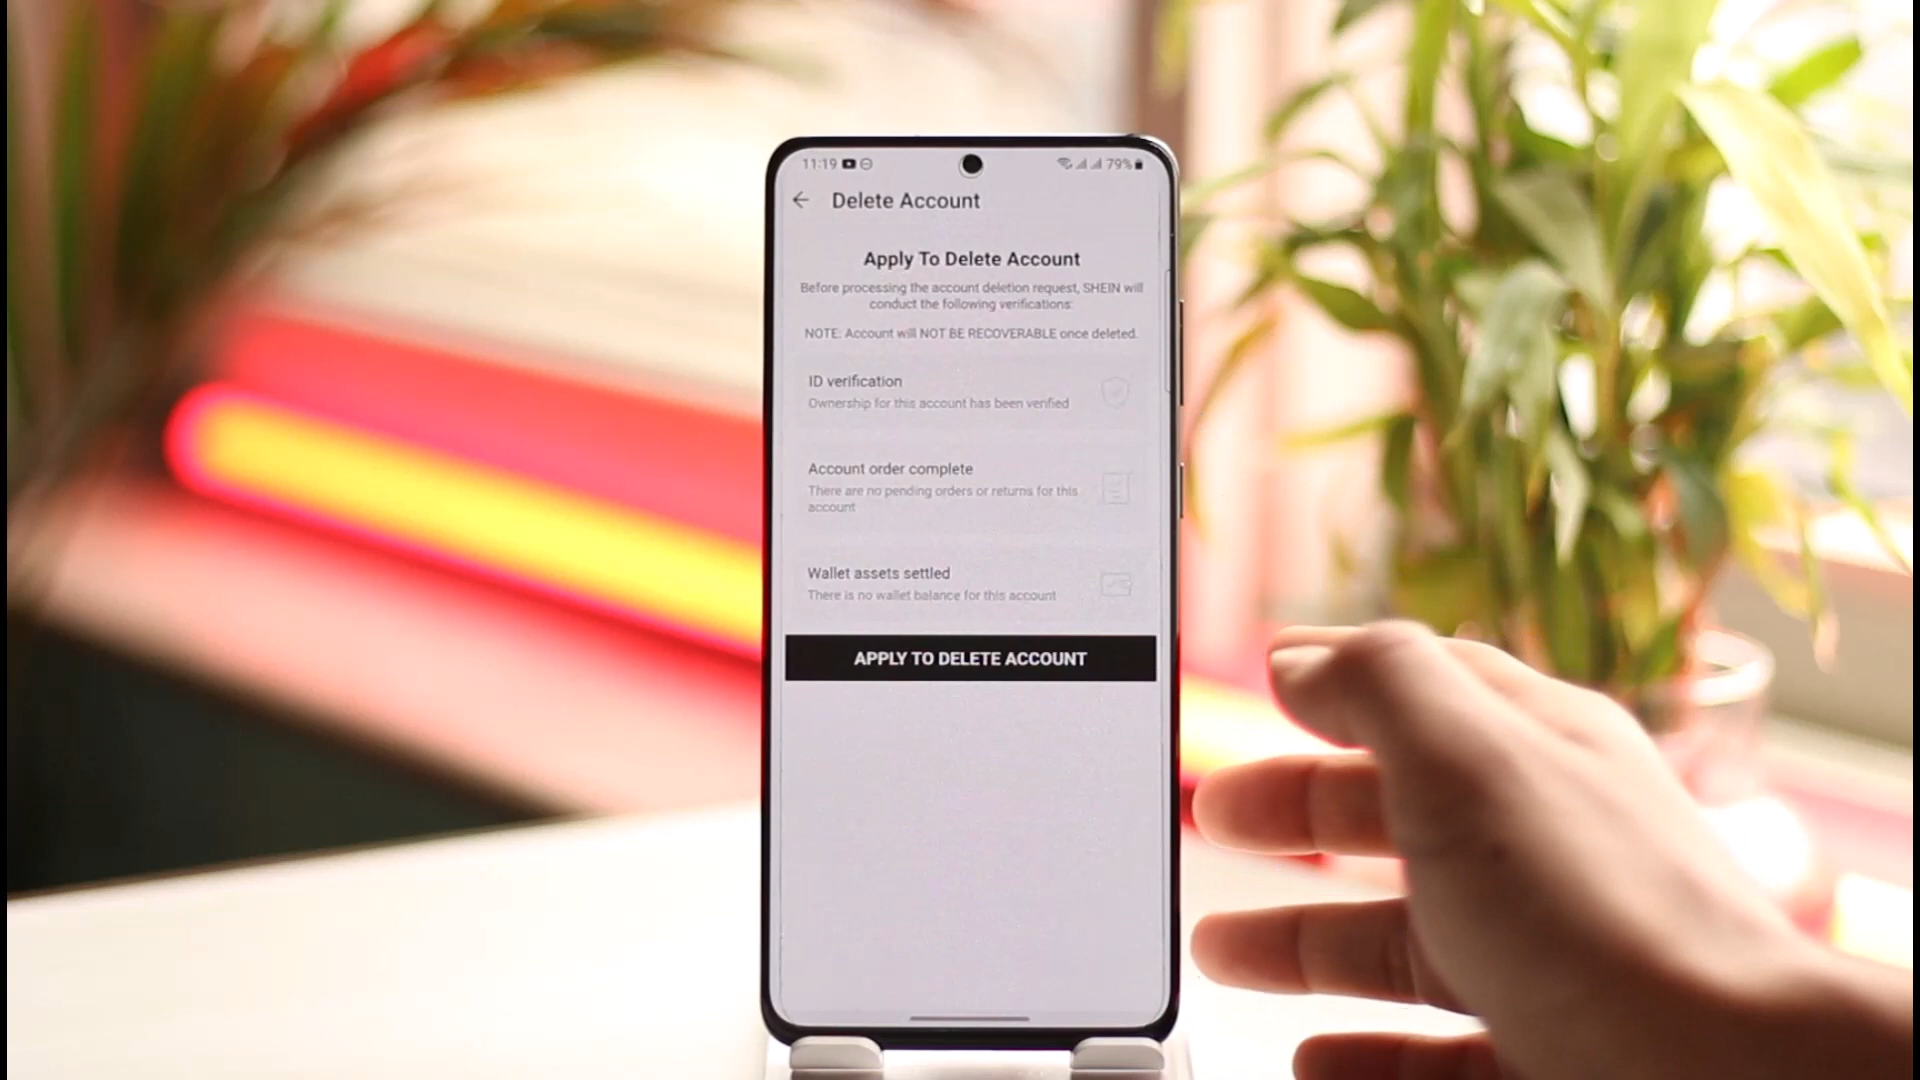 11:19
79%
Delete Account
Apply To Delete Account
Before processing the account deletion request, SHEIN will
conduct the following verifications:
NOTE: Account will NOT BE RECOVERABLE once deleted.
ID verification
Ownership for this account has been verified
Account order complete
There are no pending orders or returns for this
account
Wallet assets settled
There is no wallet balance for this account
APPLY TO DELETE ACCOUNT